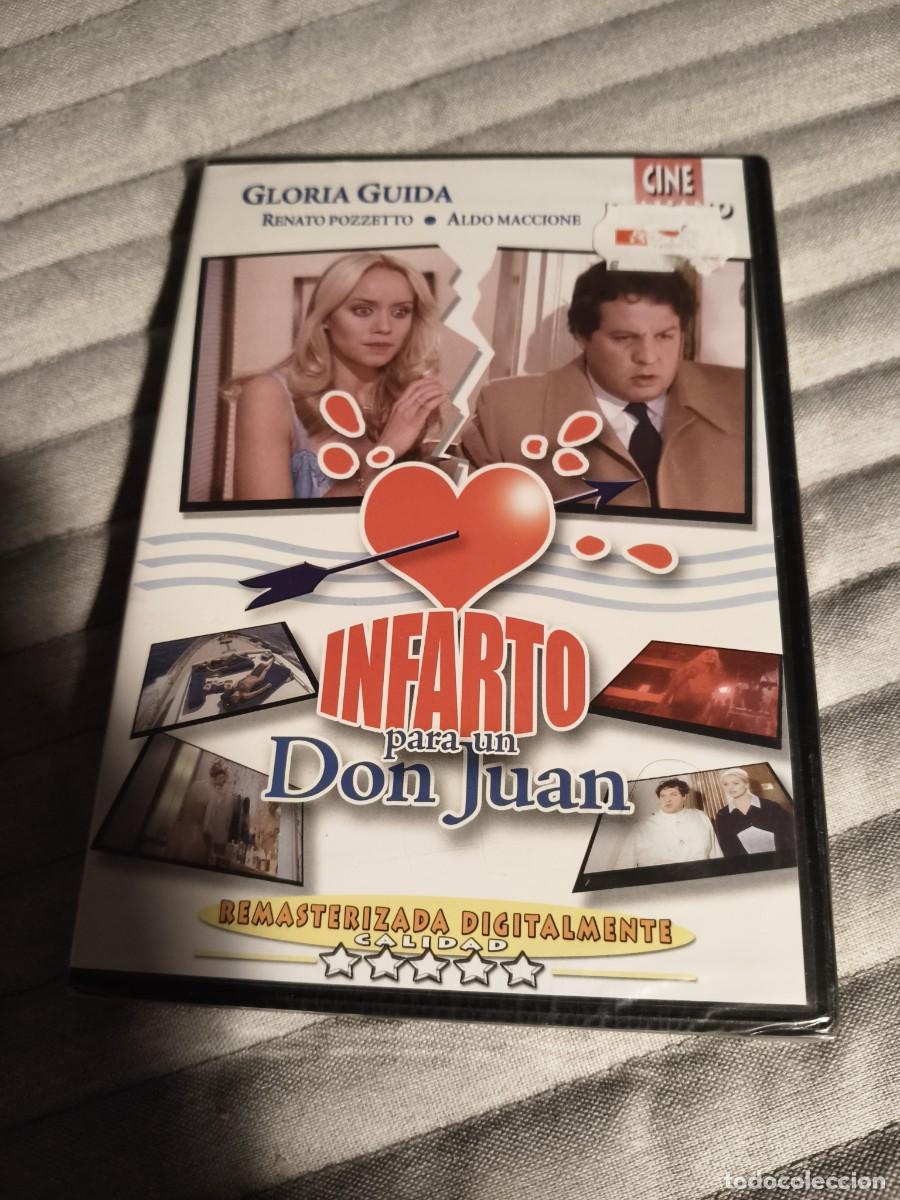 GLORIA GUIDA
RENATO POZZETTO • ALDO MACCIONE
CINE
INFARTO
para un
Don Juan
REMASTERIZADA DIGITALMENTE
CALIDAD
todocoleccion